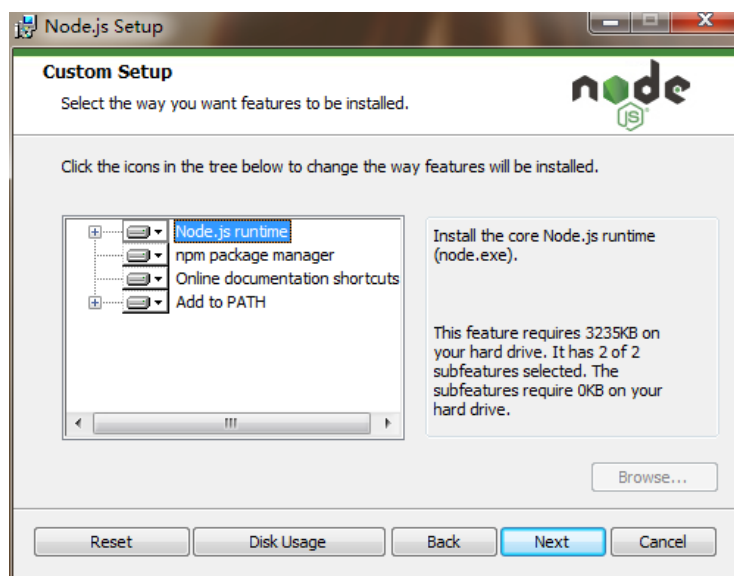 Node.js Setup
Custom Setup
Select the way you want features to be installed.
node
JS
Click the icons in the tree below to change the way features will be installed.
Node.js runtime
npm package manager
Online documentation shortcuts
Add to PATH
Install the core Node.js runtime
(node.exe).
This feature requires 3235KB on
your hard drive. It has 2 of 2
subfeatures selected. The
subfeatures require 0KB on your
hard drive.
Browse...
Reset Disk Usage Back Next Cancel